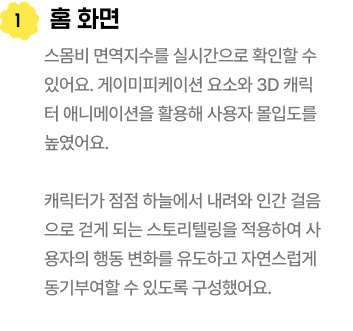 1 홈 화면
스몸비 면역지수를 실시간으로 확인할 수
있어요. 게이미피케이션 요소와 3D 캐릭
터 애니메이션을 활용해 사용자 몰입도를
높였어요.
캐릭터가 점점 하늘에서 내려와 인간 걸음
으로 걷게 되는 스토리텔링을 적용하여 사
용자의 행동 변화를 유도하고 자연스럽게
동기부여할 수 있도록 구성했어요.